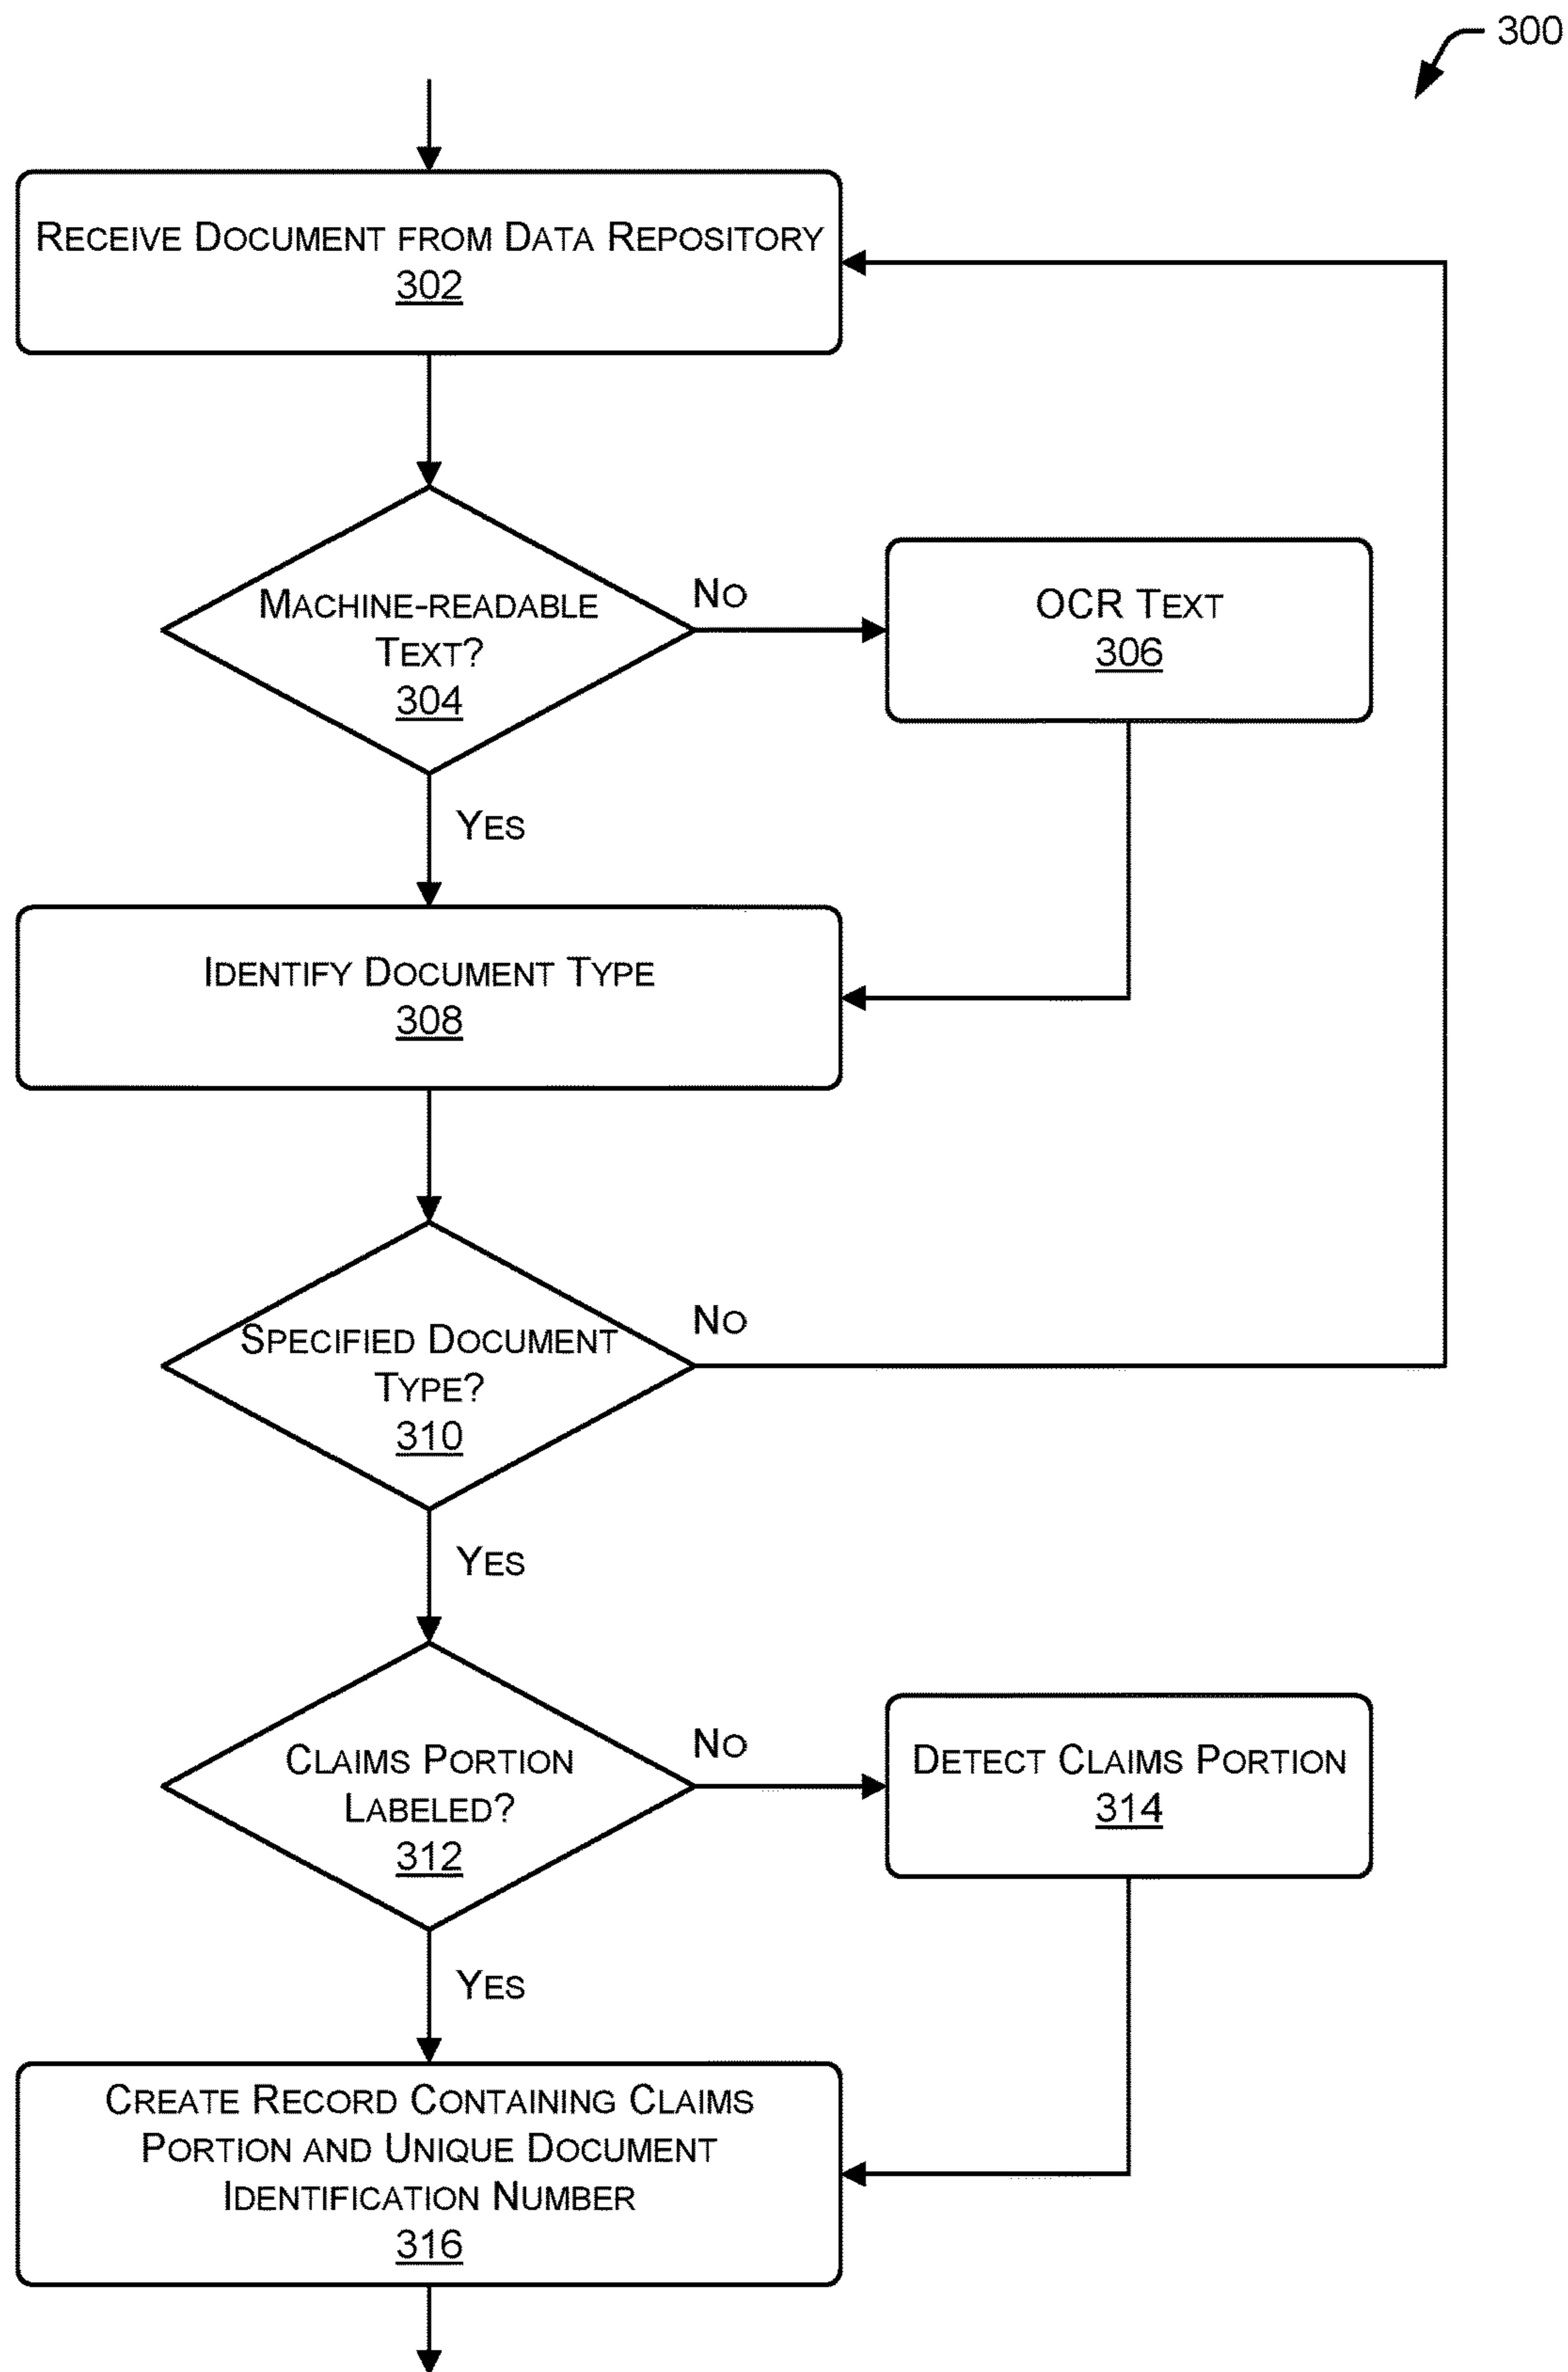 300
Receive Document from Data Repository
302
Machine-readable
Text?
304
No
OCR Text
306
Yes
Identify Document Type
308
Specified Document
Type?
310
No
Yes
Claims Portion
Labeled?
312
No
Detect Claims Portion
314
Yes
Create Record Containing Claims
Portion and Unique Document
Identification Number
316